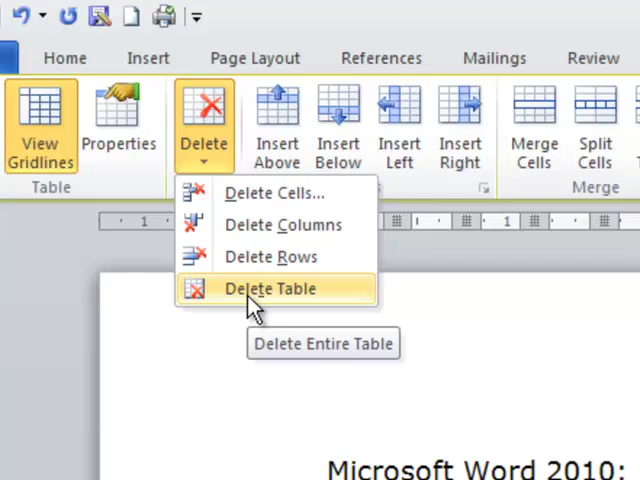 Home Insert Page Layout References Mailings Review
View Gridlines Properties Delete Insert Above Insert Below Insert Left Insert Right Merge Cells Split Cells
Table Merge
Delete Cells...
Delete Columns
Delete Rows
Delete Table
Delete Entire Table
1 1
Microsoft Word 2010: